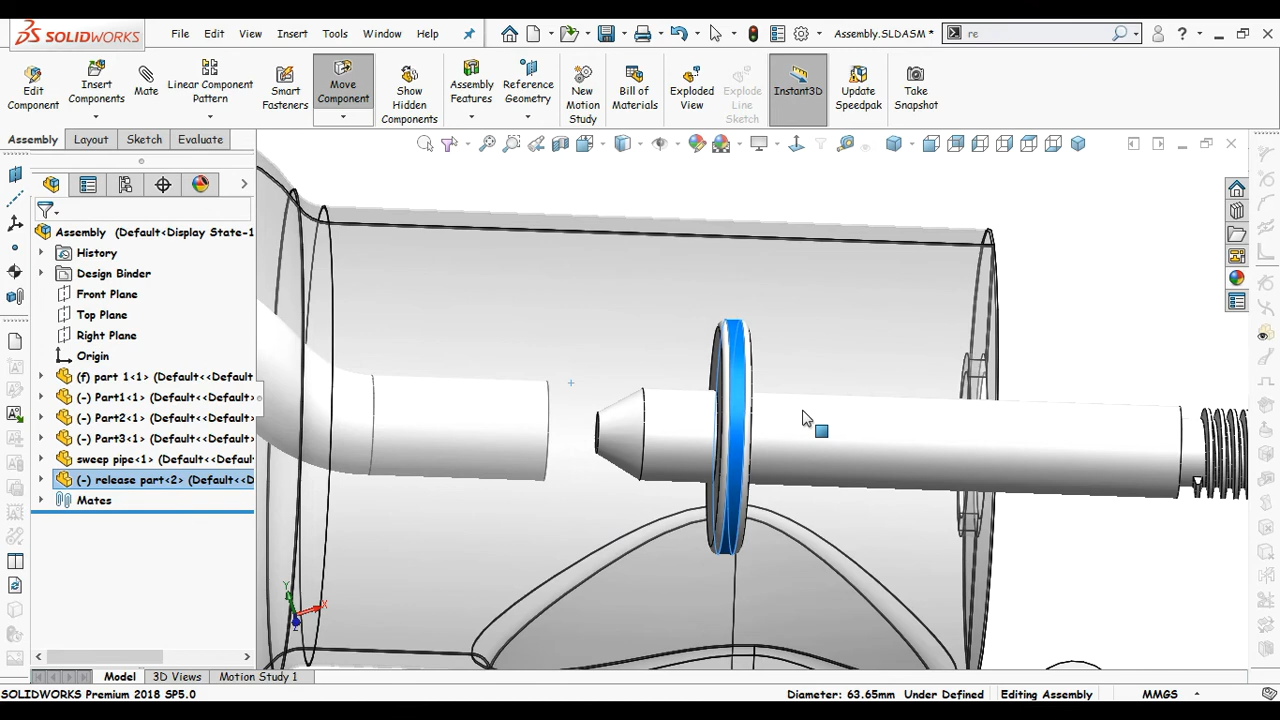 SOLIDWORKS
File Edit View Insert Tools Window Help
Assembly.SLDASM *
re
Edit Component
Insert Components
Mate
Linear Component Pattern
Smart Fasteners
Move Component
Show Hidden Components
Assembly Features
Reference Geometry
New Motion Study
Bill of Materials
Exploded View
Explode Line Sketch
Instant3D
Update Speedpak
Take Snapshot
Assembly Layout Sketch Evaluate
Assembly (Default<Display State-1
History
Design Binder
Front Plane
Top Plane
Right Plane
Origin
(f) part 1<1> (Default<<Default
(-) Part1<1> (Default<<Default
(-) Part2<1> (Default<<Default
(-) Part3<1> (Default<<Default
sweep pipe<1> (Default<<Defau
(-) release part<2> (Default<<D
Mates
Y
X
Z
Model 3D Views Motion Study 1
SOLIDWORKS Premium 2018 SP5.0
Diameter: 63.65mm Under Defined Editing Assembly MMGS